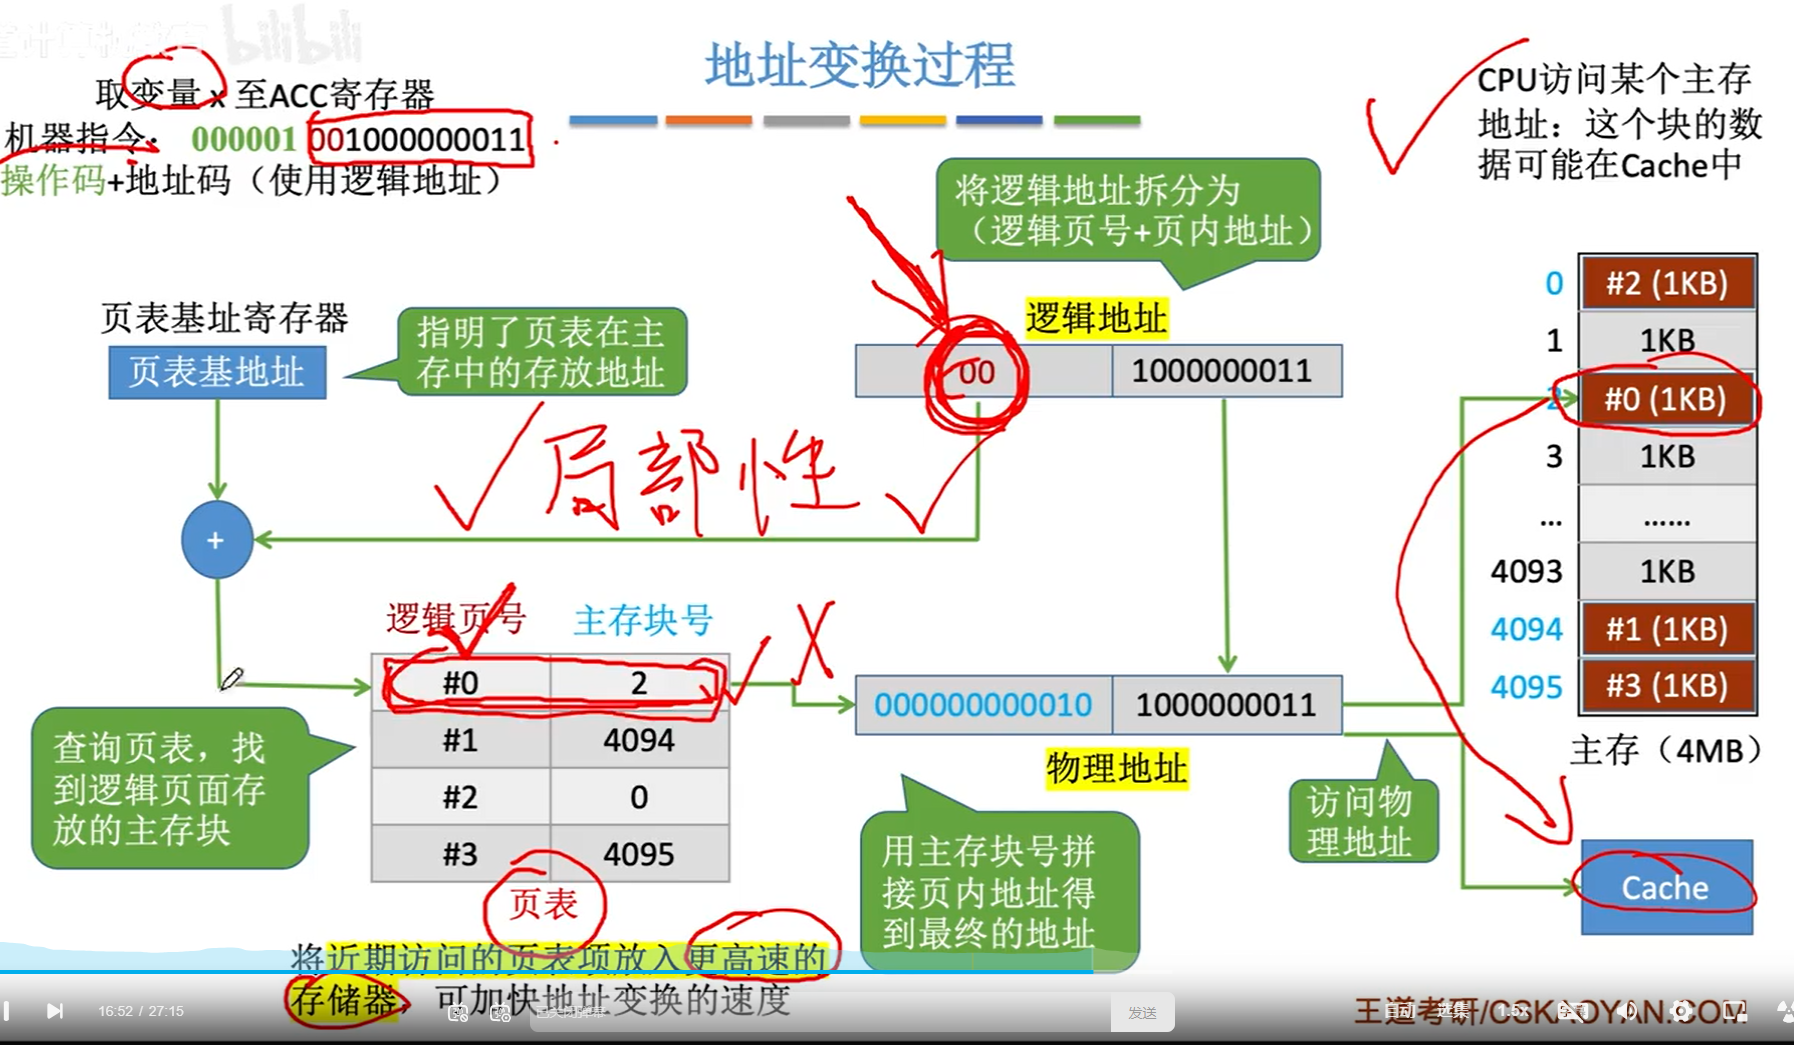 bilibili
地址变换过程
取变量 x 至ACC寄存器
机器指令： 000001 001000000011
操作码+地址码（使用逻辑地址）
CPU访问某个主存
地址：这个块的数
据可能在Cache中
将逻辑地址拆分为
（逻辑页号+页内地址）
页表基址寄存器
页表基地址
指明了页表在主
存中的存放地址
逻辑地址
00 1000000011
局部性
+
逻辑页号 主存块号
#0 2
#1 4094
#2 0
#3 4095
页表
查询页表，找
到逻辑页面存
放的主存块
000000000010 1000000011
物理地址
用主存块号拼
接页内地址得
到最终的地址
访问物
理地址
0 #2 (1KB)
1 1KB
2 #0 (1KB)
3 1KB
... ......
4093 1KB
4094 #1 (1KB)
4095 #3 (1KB)
主存（4MB）
Cache
将近期访问的页表项放入更高速的
存储器，可加快地址变换的速度
王道考研/CSKAOYAN.COM
16:52 / 27:15
发送
自动 选集 1.5x